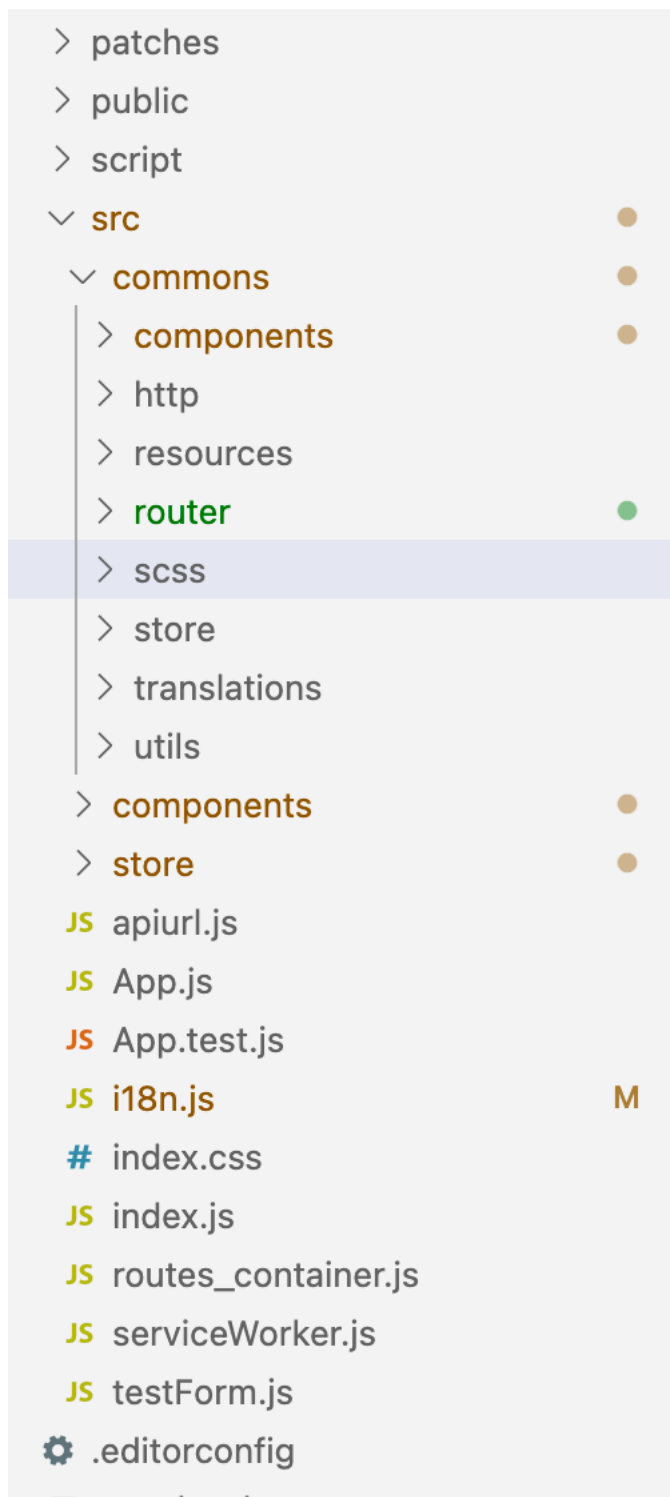 patches
public
script
src
commons
components
http
resources
router
scss
store
translations
utils
components
store
JS apiurl.js
JS App.js
JS App.test.js
JS i18n.js M
# index.css
JS index.js
JS routes_container.js
JS serviceWorker.js
JS testForm.js
.editorconfig